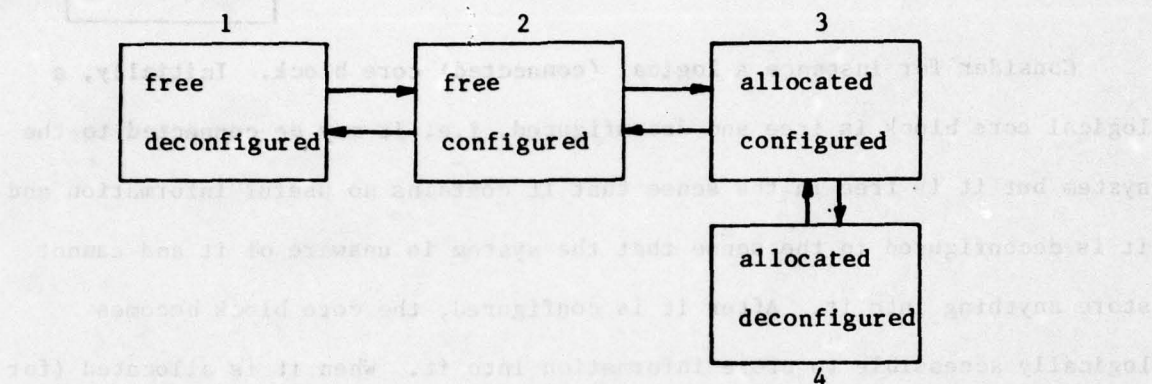 1 2 3
free
deconfigured
free
configured
allocated
configured
allocated
deconfigured
4
Consider for instance a logical (connected) core block. Initially, a
logical core block is free and deconfigured, i.e. it may be connected to the
system but it is free in the sense that it contains no useful information and
it is deconfigured in the sense that the system is unaware of it and cannot
store anything into it. After it is configured, the core block becomes
logically accessible to store information into it. When it is allocated (for